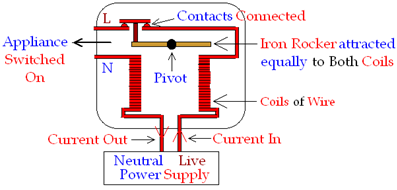 L
Contacts Connected
Appliance
Switched
On
Iron Rocker attracted
equally to Both Coils
N
Pivot
Coils of Wire
Current Out
Current In
Neutral Live
Power Supply